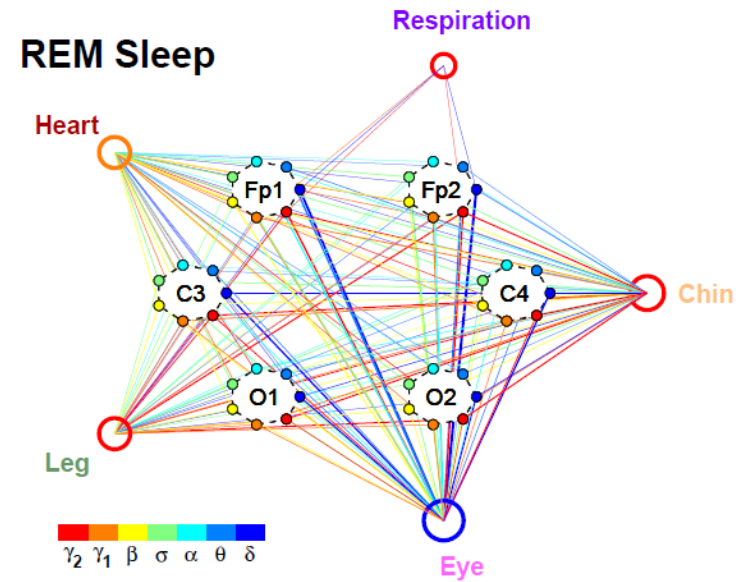 Respiration
REM Sleep
Heart
Fp1
Fp2
C3
C4
Chin
O1
O2
Leg
Eye
γ₂ γ₁ β σ α θ δ